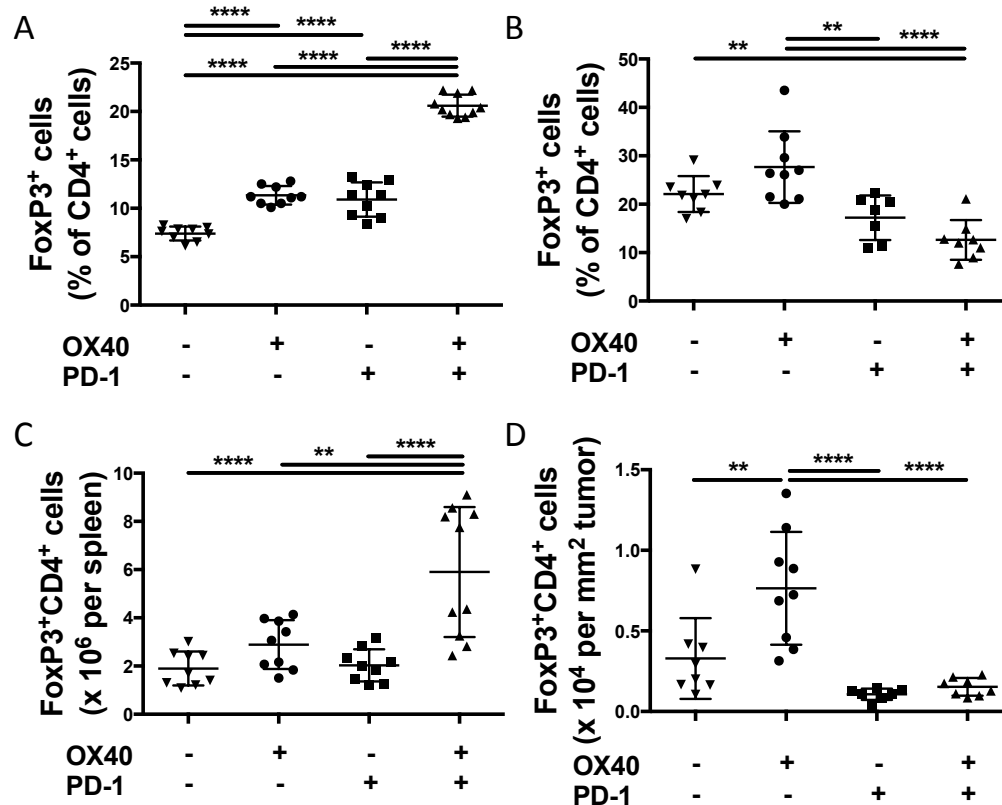 A
****
****
****
****
****
FoxP3+ cells
(% of CD4+ cells)
25
20
15
10
5
0
OX40 - + - +
PD-1 - - + +
B
**
**
****
FoxP3+ cells
(% of CD4+ cells)
50
40
30
20
10
0
OX40 - + - +
PD-1 - - + +
C
****
**
****
FoxP3+CD4+ cells
(x 10⁶ per spleen)
10
8
6
4
2
0
OX40 - + - +
PD-1 - - + +
D
**
****
****
FoxP3+CD4+ cells
(x 10⁴ per mm² tumor)
1.5
1.0
0.5
0.0
OX40 - + - +
PD-1 - - + +